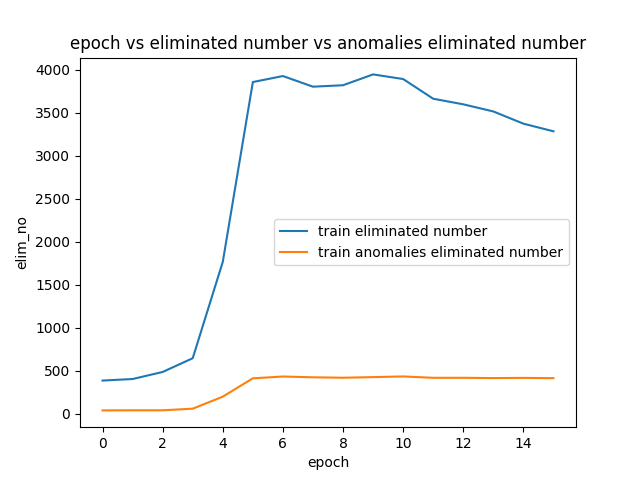 epoch vs eliminated number vs anomalies eliminated number
4000
3500
3000
2500
2000
1500
1000
500
0
elim_no
train eliminated number
train anomalies eliminated number
0 2 4 6 8 10 12 14
epoch